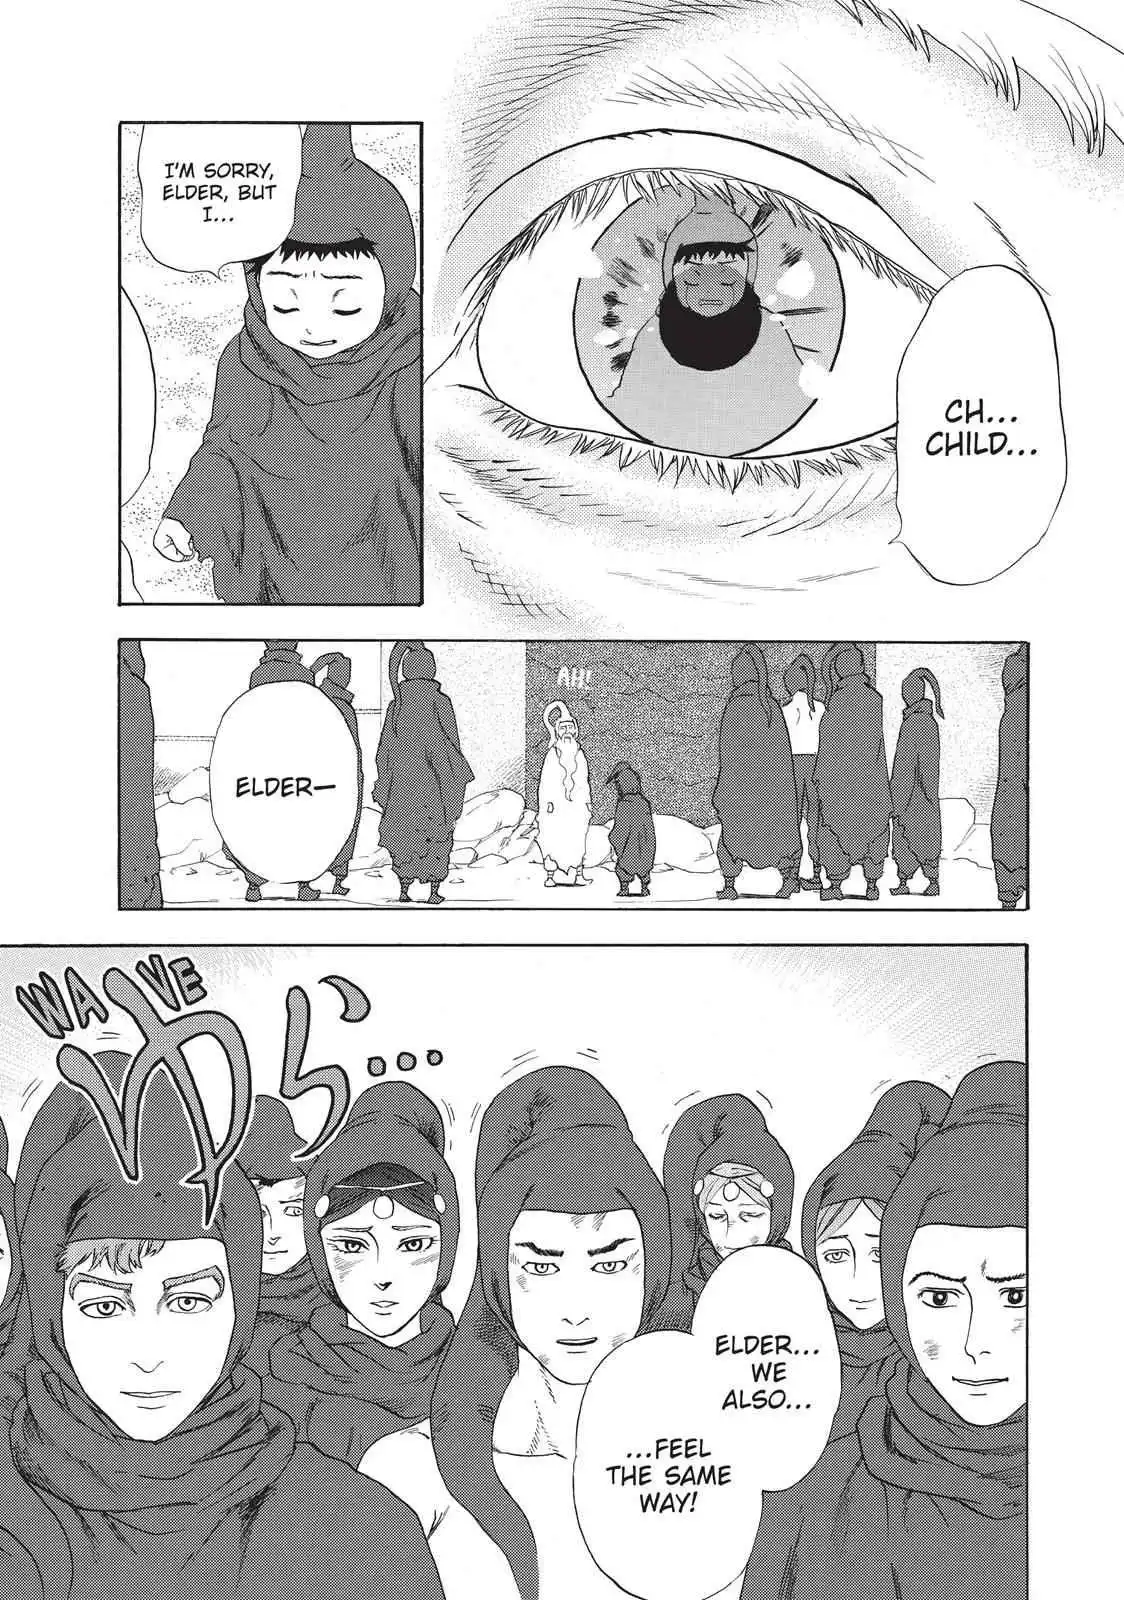 CH...
CHILD...
I'M SORRY,
ELDER, BUT
I...
AH!
ELDER—
WAVE
ゆら…
ELDER...
WE
ALSO...
...FEEL
THE SAME
WAY!